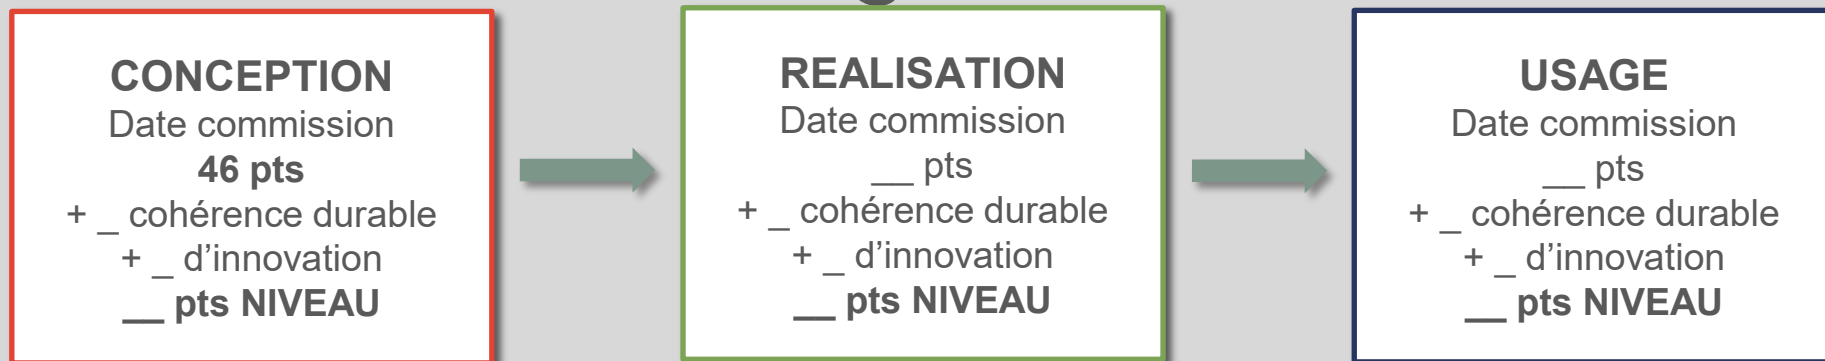 CONCEPTION
Date commission
46 pts
+ _ cohérence durable
+ _ d’innovation
__ pts NIVEAU
REALISATION
Date commission
__ pts
+ _ cohérence durable
+ _ d’innovation
__ pts NIVEAU
USAGE
Date commission
__ pts
+ _ cohérence durable
+ _ d’innovation
__ pts NIVEAU